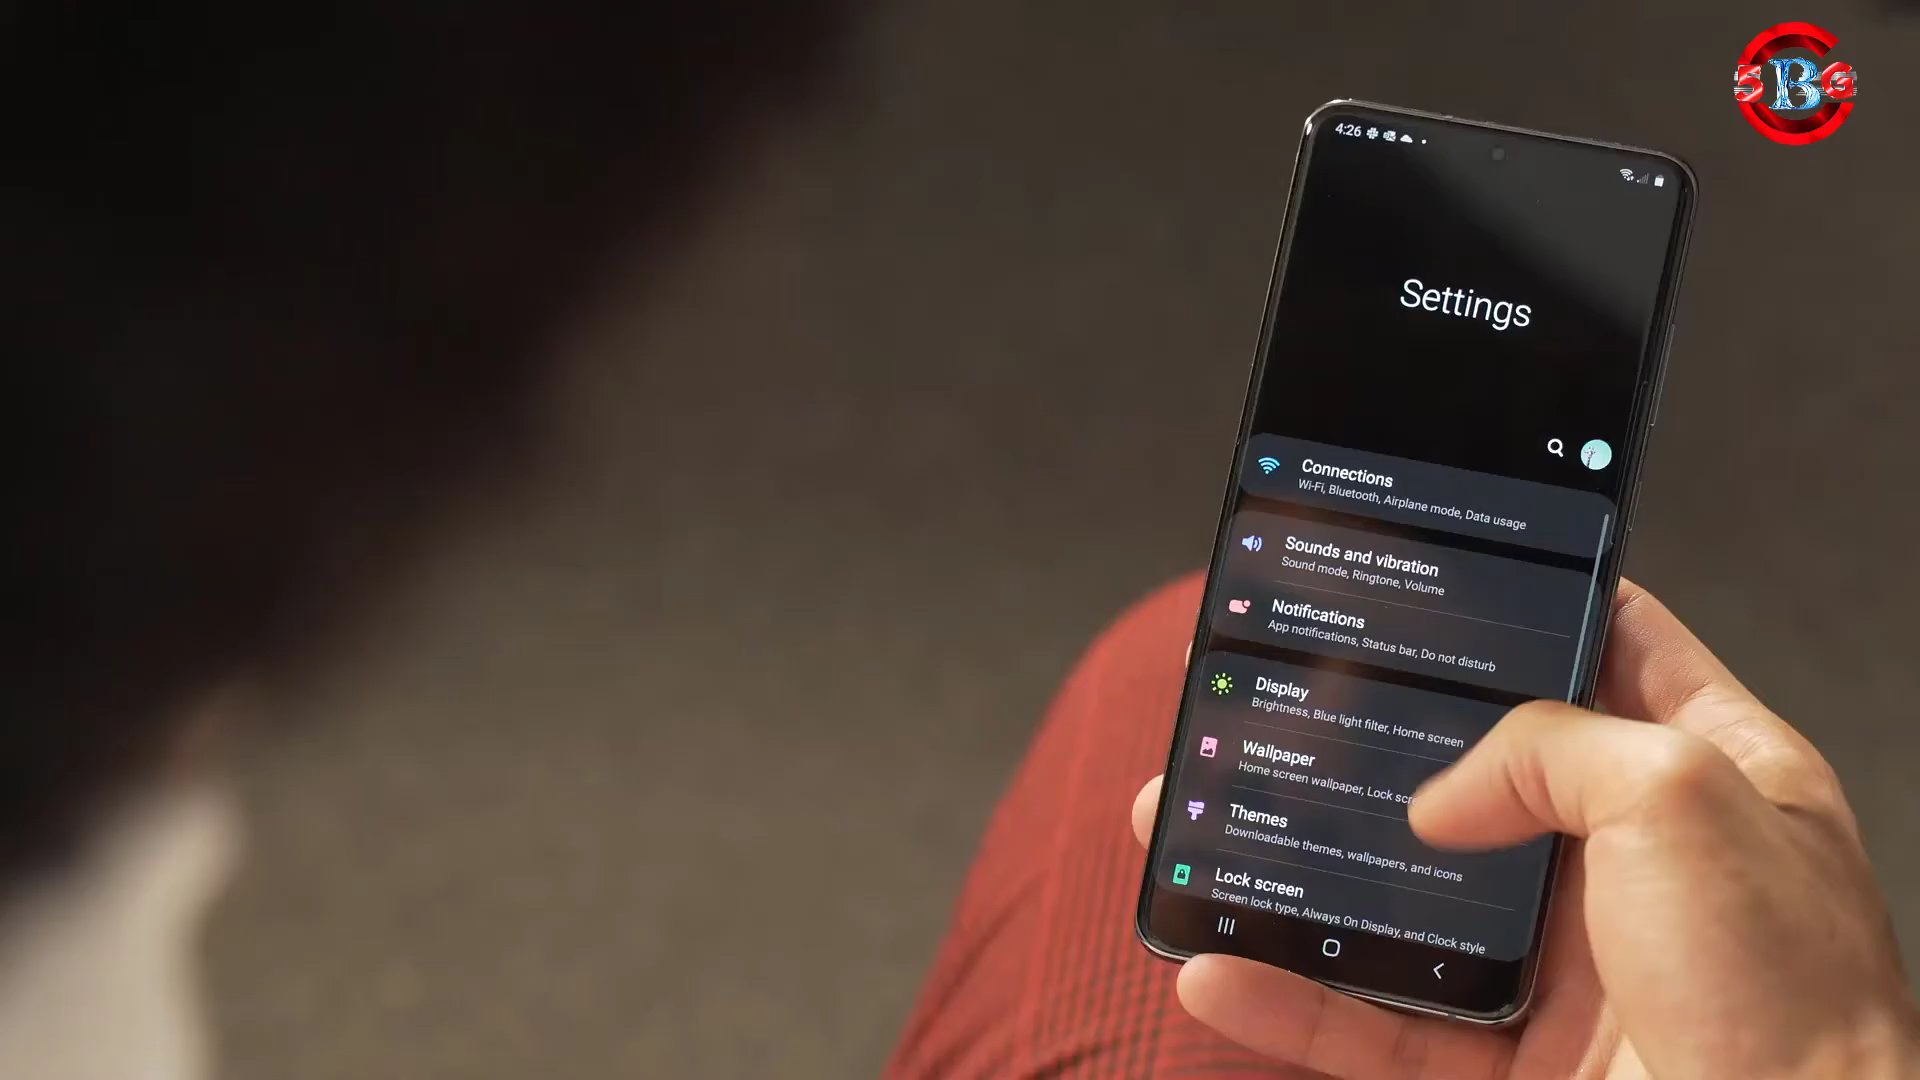 5BG
4:26
Settings
Connections
Wi-Fi, Bluetooth, Airplane mode, Data usage
Sounds and vibration
Sound mode, Ringtone, Volume
Notifications
App notifications, Status bar, Do not disturb
Display
Brightness, Blue light filter, Home screen
Wallpaper
Home screen wallpaper, Lock
Themes
Downloadable themes, wallpapers, and icons
Lock screen
Screen lock type, Always On Display, and Clock style